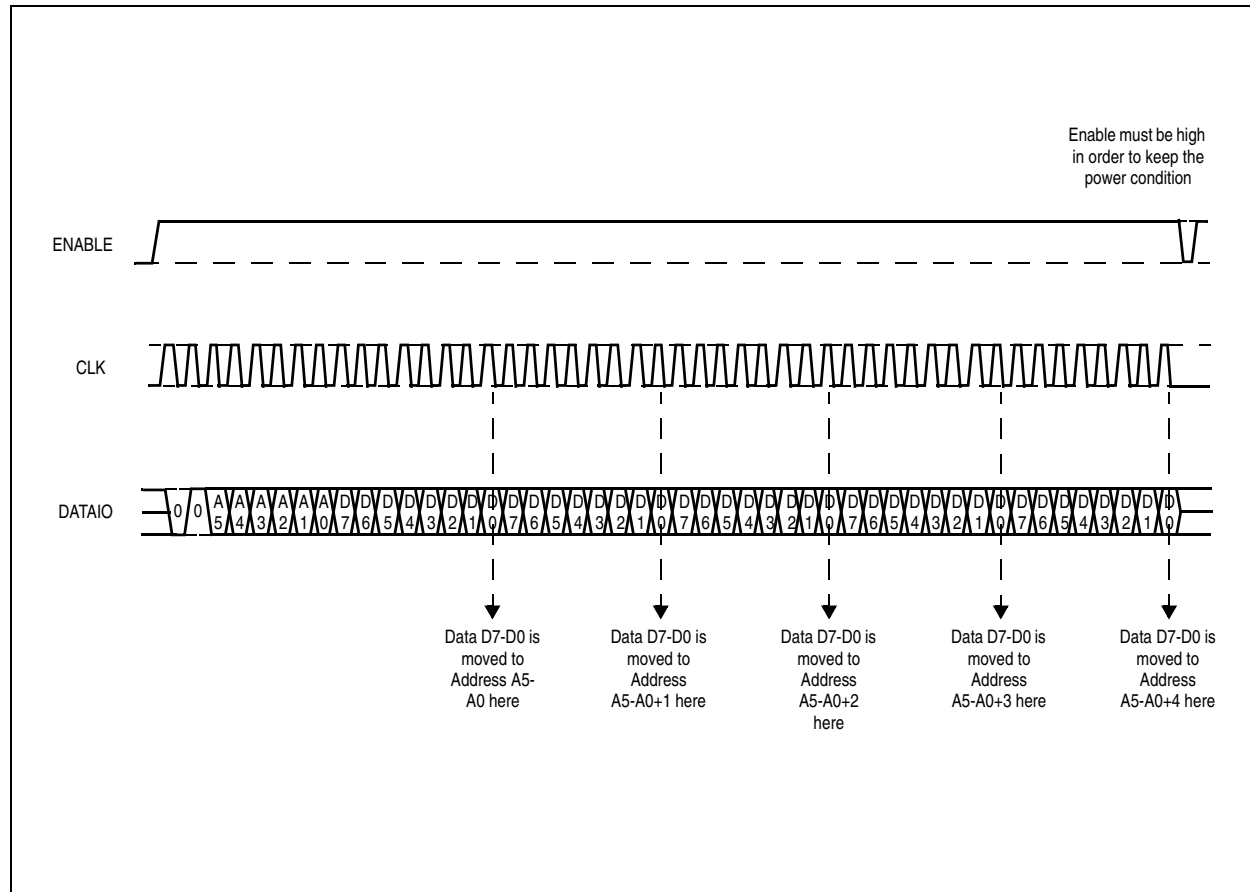 Enable must be high
in order to keep the
power condition
ENABLE
CLK
DATAIO
0 0 A5 A4 A3 A2 A1 A0 D7 D6 D5 D4 D3 D2 D1 D0 D7 D6 D5 D4 D3 D2 D1 D0 D7 D6 D5 D4 D3 D2 D1 D0 D7 D6 D5 D4 D3 D2 D1 D0 D7 D6 D5 D4 D3 D2 D1 D0
Data D7-D0 is
moved to
Address A5-
A0 here
Data D7-D0 is
moved to
Address
A5-A0+1 here
Data D7-D0 is
moved to
Address
A5-A0+2
here
Data D7-D0 is
moved to
Address
A5-A0+3 here
Data D7-D0 is
moved to
Address
A5-A0+4 here